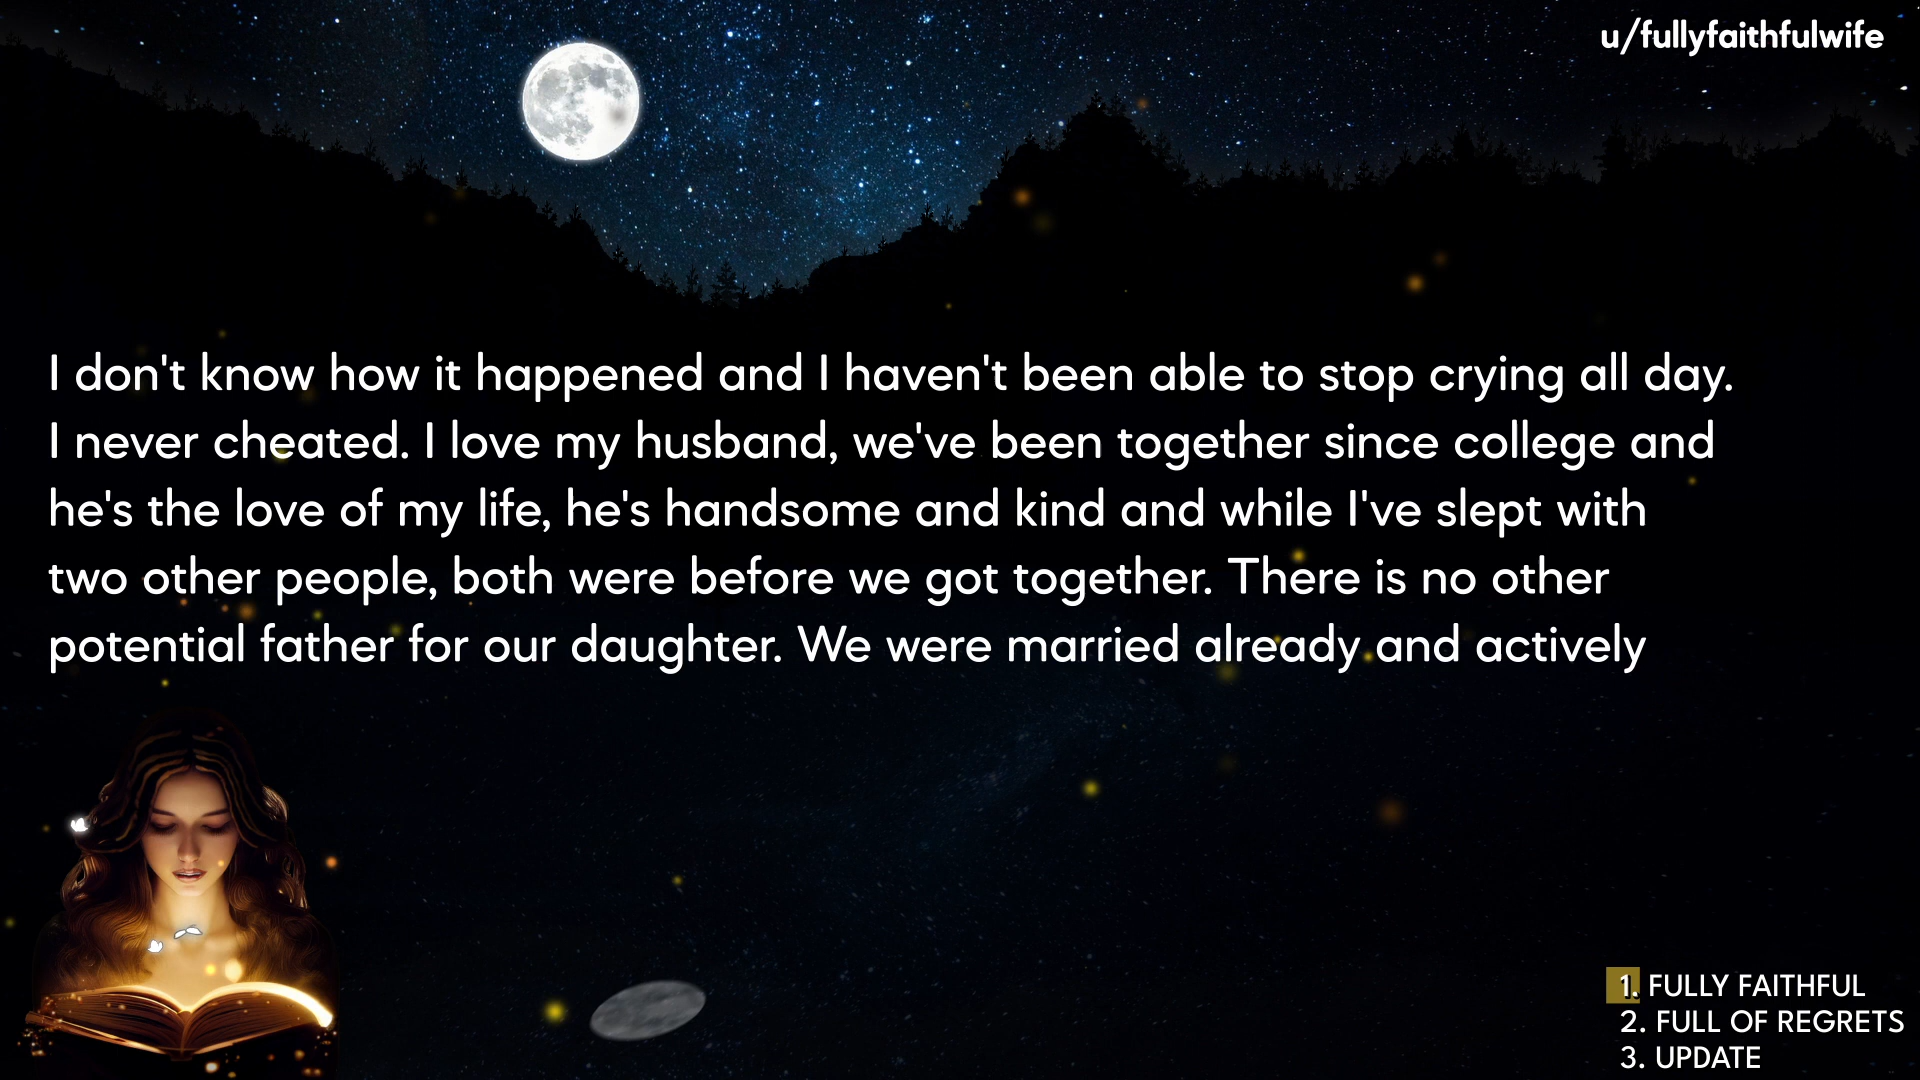 u/fullyfaithfulwife
I don't know how it happened and I haven't been able to stop crying all day.
I never cheated. I love my husband, we've been together since college and
he's the love of my life, he's handsome and kind and while I've slept with
two other people, both were before we got together. There is no other
potential father for our daughter. We were married already and actively
1. FULLY FAITHFUL
2. FULL OF REGRETS
3. UPDATE